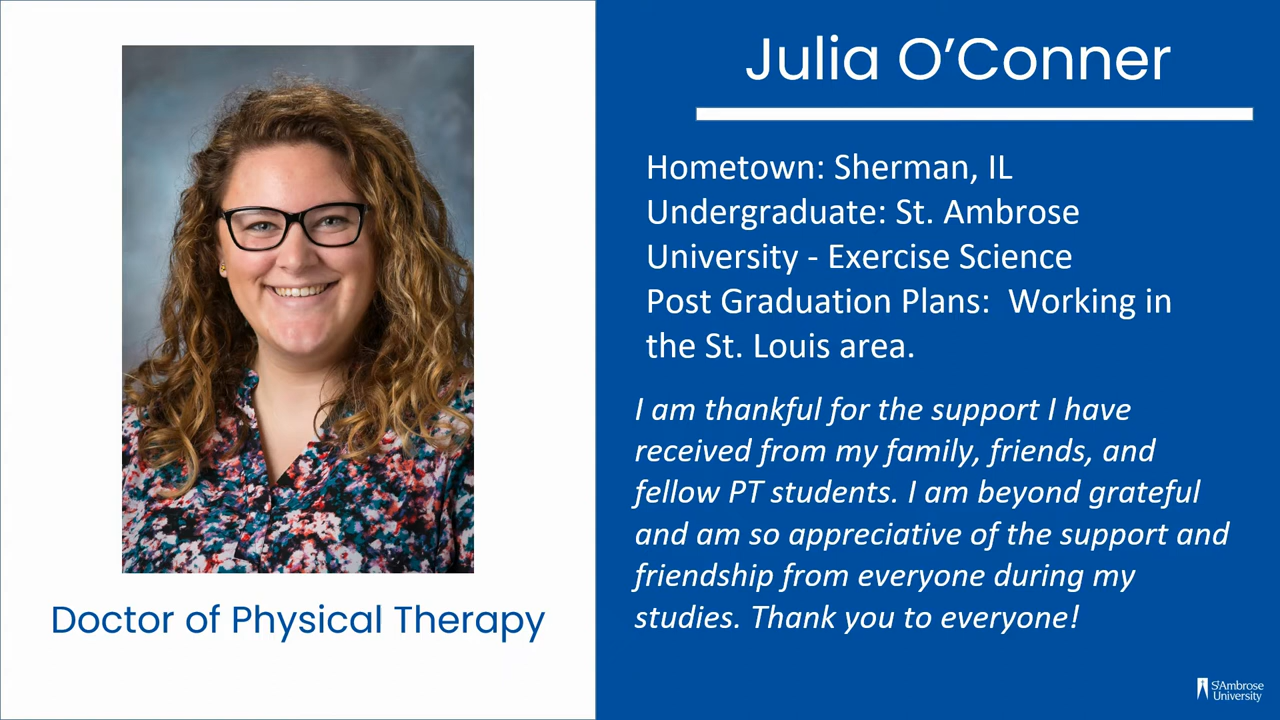 Julia O’Conner
Hometown: Sherman, IL
Undergraduate: St. Ambrose
University - Exercise Science
Post Graduation Plans:  Working in
the St. Louis area.
I am thankful for the support I have
received from my family, friends, and
fellow PT students. I am beyond grateful
and am so appreciative of the support and
friendship from everyone during my
studies. Thank you to everyone!
Doctor of Physical Therapy
St.Ambrose
University